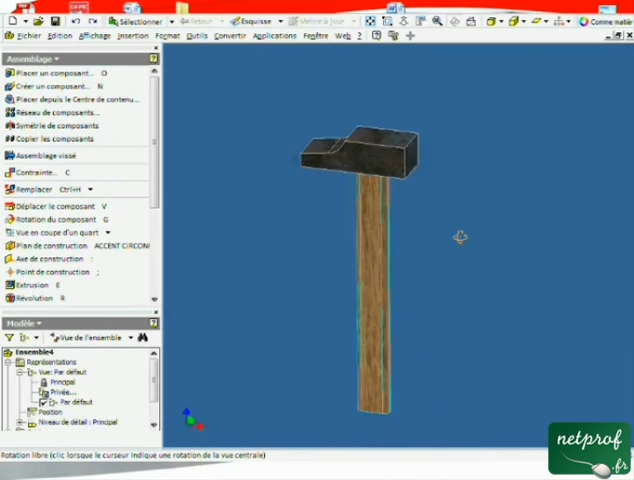 Sélectionner Retour Esquisse Mettre à jour Comme matière
Fichier Edition Affichage Insertion Format Outils Convertir Applications Fenêtre Web ?
Assemblage
Placer un composant... O
Créer un composant... N
Placer depuis le Centre de contenu...
Réseau de composants...
Symétrie de composants
Copier les composants
Assemblage vissé
Contrainte... C
Remplacer Ctrl+H
Déplacer le composant V
Rotation du composant G
Vue en coupe d'un quart
Plan de construction ACCENT CIRCON
Axe de construction :
Point de construction ;
Extrusion E
Révolution R
Modèle
Vue de l'ensemble
Ensemble4
Représentations
Vue: Par défaut
Principal
Privée...
Par défaut
Position
Niveau de détail : Principal
Rotation libre (clic lorsque le curseur indique une rotation de la vue centrale)
netprof
.fr